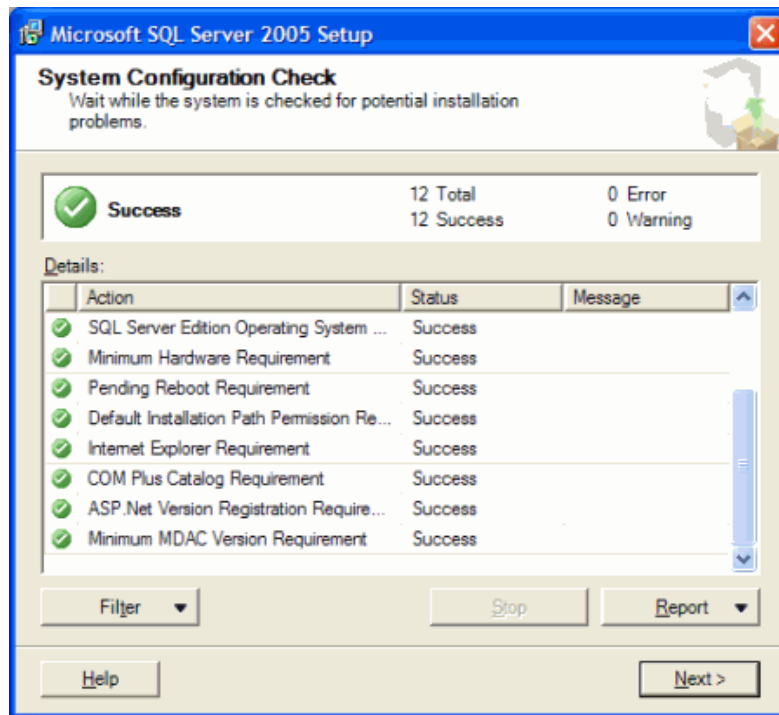 Microsoft SQL Server 2005 Setup
System Configuration Check
Wait while the system is checked for potential installation
problems.
Success
12 Total
0 Error
12 Success
0 Warning
Details:
Action Status Message
SQL Server Edition Operating System ... Success
Minimum Hardware Requirement Success
Pending Reboot Requirement Success
Default Installation Path Permission Re... Success
Internet Explorer Requirement Success
COM Plus Catalog Requirement Success
ASP.Net Version Registration Require... Success
Minimum MDAC Version Requirement Success
Filter Stop Report
Help Next >